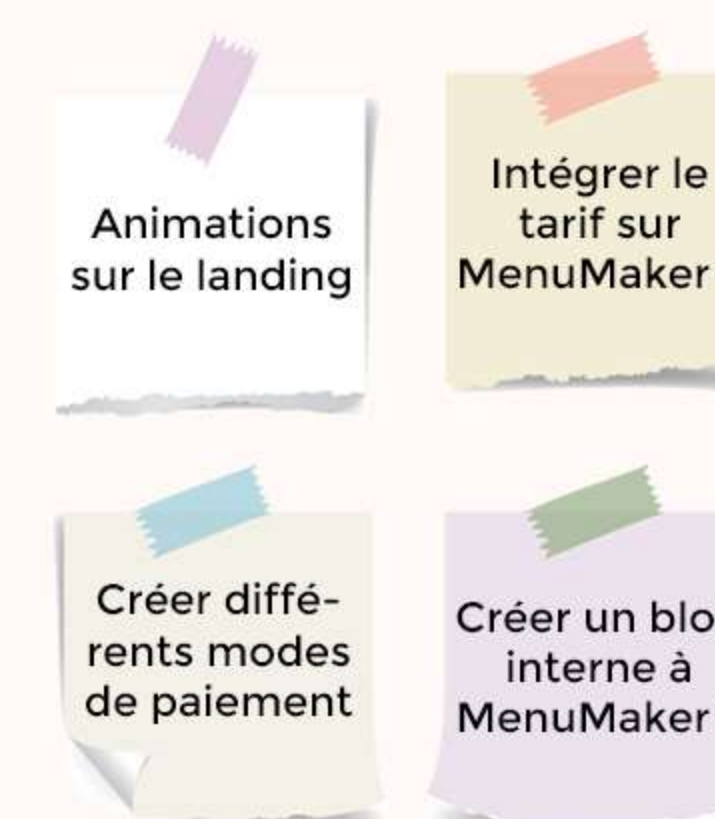 Animations
sur le landing
Intégrer le
tarif sur
MenuMaker
Créer diffé-
rents modes
de paiement
Créer un
interne à
MenuMaker